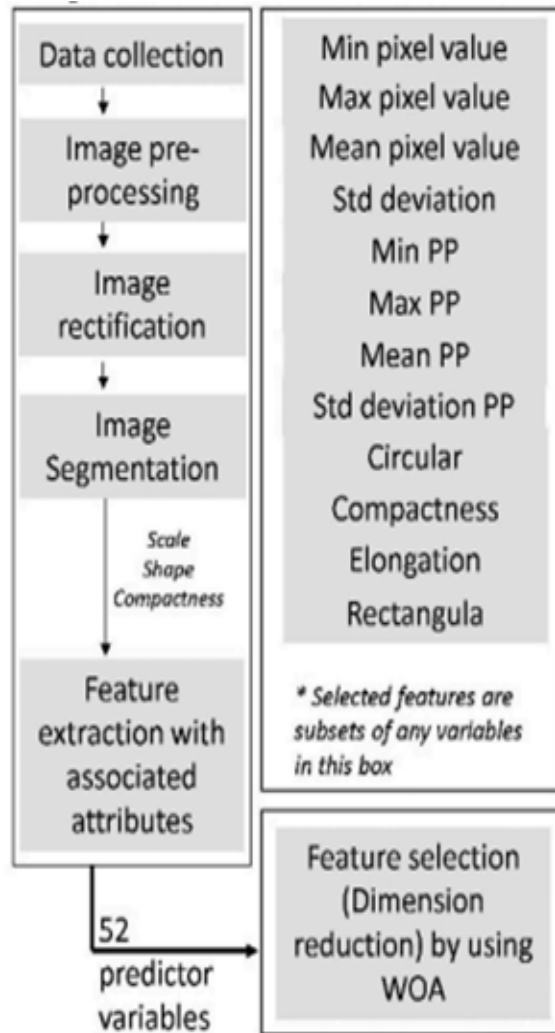 Data collection
Image pre-
processing
Image
rectification
Image
Segmentation
Scale
Shape
Compactness
Feature
extraction with
associated
attributes
52
predictor
variables
Min pixel value
Max pixel value
Mean pixel value
Std deviation
Min PP
Max PP
Mean PP
Std deviation PP
Circular
Compactness
Elongation
Rectangula
* Selected features are
subsets of any variables
in this box
Feature selection
(Dimension
reduction) by using
WOA